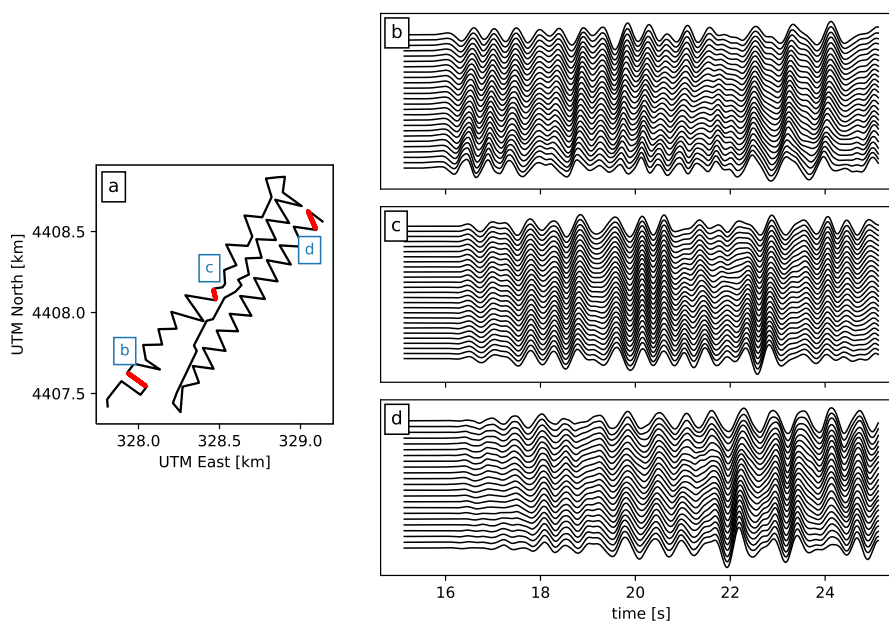 a
b
c
d
4408.5
4408.0
4407.5
UTM North [km]
328.0 328.5 329.0
UTM East [km]
b
c
d
16 18 20 22 24
time [s]